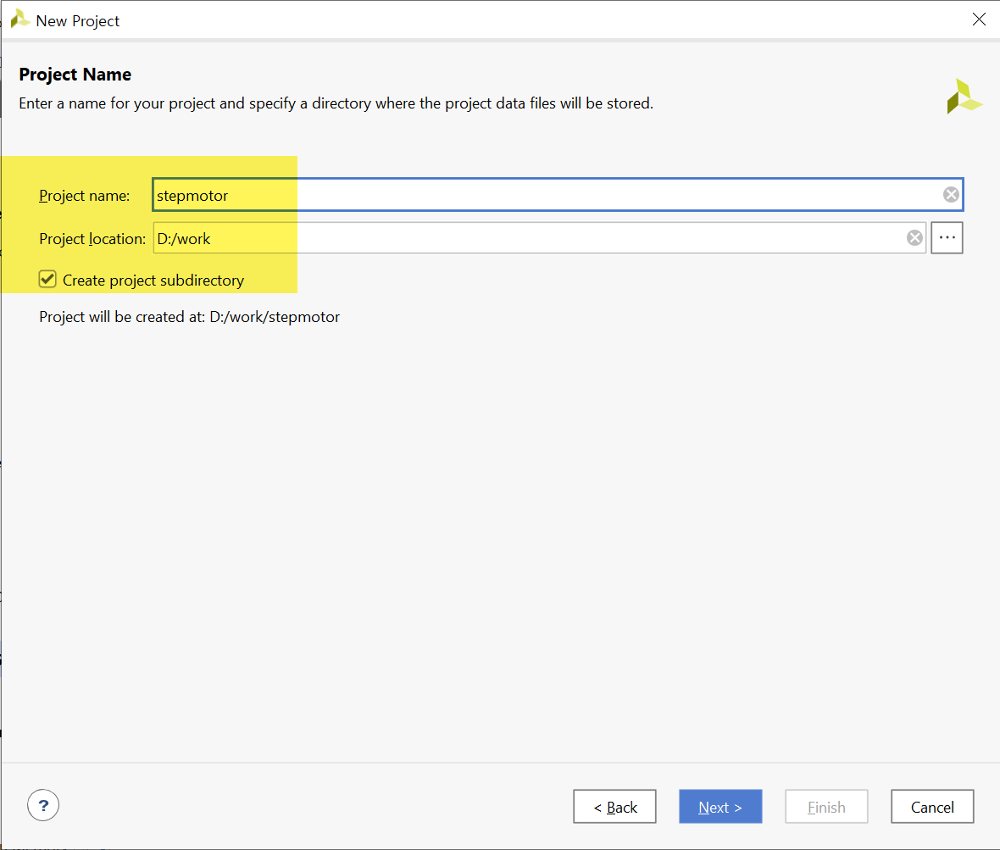 New Project
Project Name
Enter a name for your project and specify a directory where the project data files will be stored.
Project name: stepmotor
Project location: D:/work ...
Create project subdirectory
Project will be created at: D:/work/stepmotor
? < Back Next > Finish Cancel